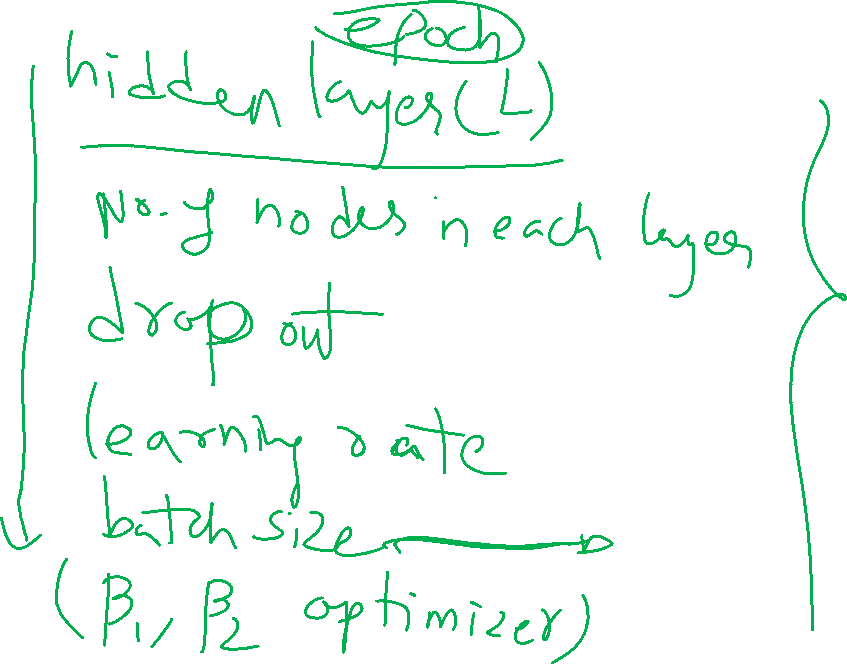 epoch
hidden layer (L)
No. of nodes in each layer
drop out
learning rate
batch size
(β1, β2 optimizer)